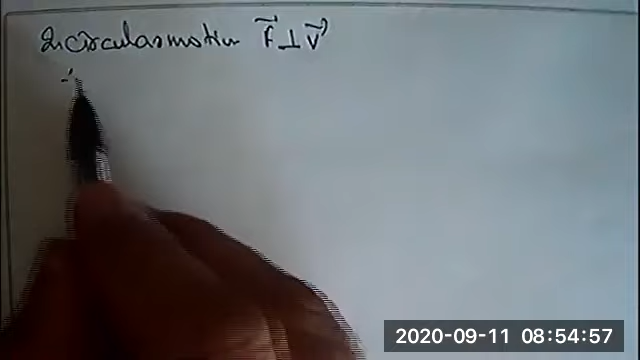 In circular motion F⃗ ⊥ V⃗
∴
2020-09-11 08:54:57